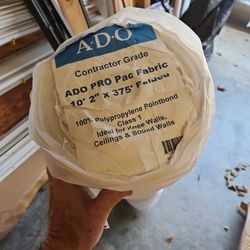 A·D·O
Contractor Grade
ADO PRO Pac Fabric
10' 2" X 375' Folded
100% Polypropylene Pointbond
Class 1
Ideal for Knee Walls,
Ceilings & Sound Walls